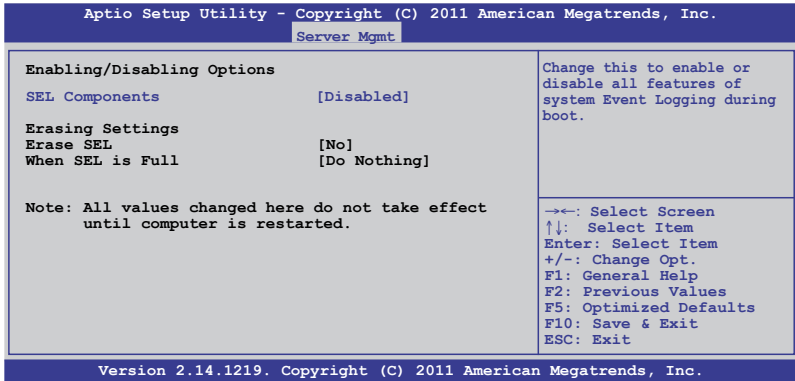 Aptio Setup Utility - Copyright (C) 2011 American Megatrends, Inc.
Server Mgmt
Enabling/Disabling Options
SEL Components [Disabled]
Erasing Settings
Erase SEL [No]
When SEL is Full [Do Nothing]
Note: All values changed here do not take effect
until computer is restarted.
Change this to enable or
disable all features of
system Event Logging during
boot.
→←: Select Screen
↑↓: Select Item
Enter: Select Item
+/-: Change Opt.
F1: General Help
F2: Previous Values
F5: Optimized Defaults
F10: Save & Exit
ESC: Exit
Version 2.14.1219. Copyright (C) 2011 American Megatrends, Inc.